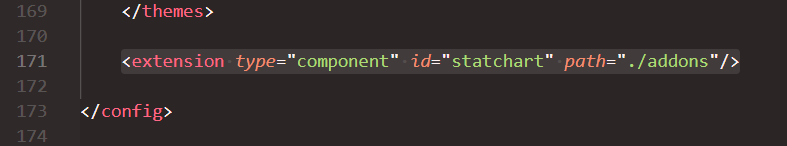 169 </themes>
170
171 <extension type="component" id="statchart" path="./addons"/>
172
173 </config>
174